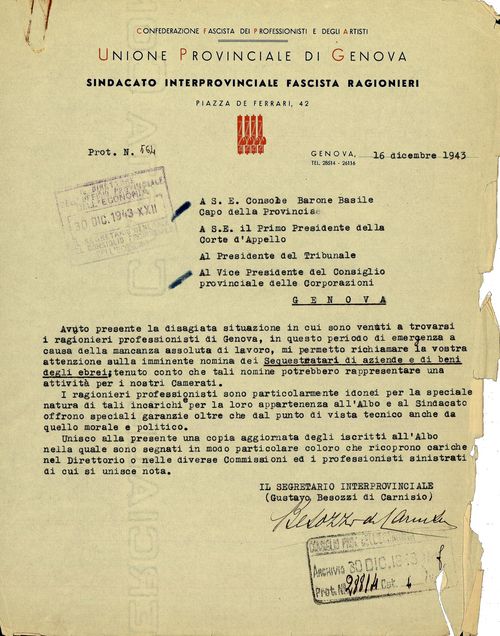 CONFEDERAZIONE FASCISTA DEI PROFESSIONISTI E DEGLI ARTISTI
UNIONE PROVINCIALE DI GENOVA
SINDACATO INTERPROVINCIALE FASCISTA RAGIONIERI
PIAZZA DE FERRARI, 42
Prot. N. 564
GENOVA, 16 dicembre 1943
TEL. 28514 - 26136
30 DIC. 1943-XXII
A S. E. Console Barone Basile
Capo della Provincia
A S.E. il Primo Presidente della
Corte d'Appello
Al Presidente del Tribunale
Al Vice Presidente del Consiglio
provinciale delle Corporazioni
GENOVA
Avuto presente la disagiata situazione in cui sono venuti a trovarsi
i ragionieri professionisti di Genova, in questo periodo di emergenza a
causa della mancanza assoluta di lavoro, mi permetto richiamare la vostra
attenzione sulla imminente nomina dei Sequestratari di aziende e di beni
degli ebrei, tenuto conto che tali nomine potrebbero rappresentare una
attività per i nostri Camerati.
I ragionieri professionisti sono particolarmente idonei per la speciale
natura di tali incarichi per la loro appartenenza all'Albo e al Sindacato
offrono speciali garanzie oltre che dal punto di vista tecnico anche da
quello morale e politico.
Unisco alla presente una copia aggiornata degli iscritti all'Albo
nella quale sono segnati in modo particolare coloro che ricoprono cariche
nel Direttorio o nelle diverse Commissioni ed i professionisti sinistrati
di cui si unisce nota.
IL SEGRETARIO INTERPROVINCIALE
(Gustavo Besozzi di Carnisio)
Besozzi di Carnisio
Archivio 30 DIC. 1943
Prot. N. Cat. 6